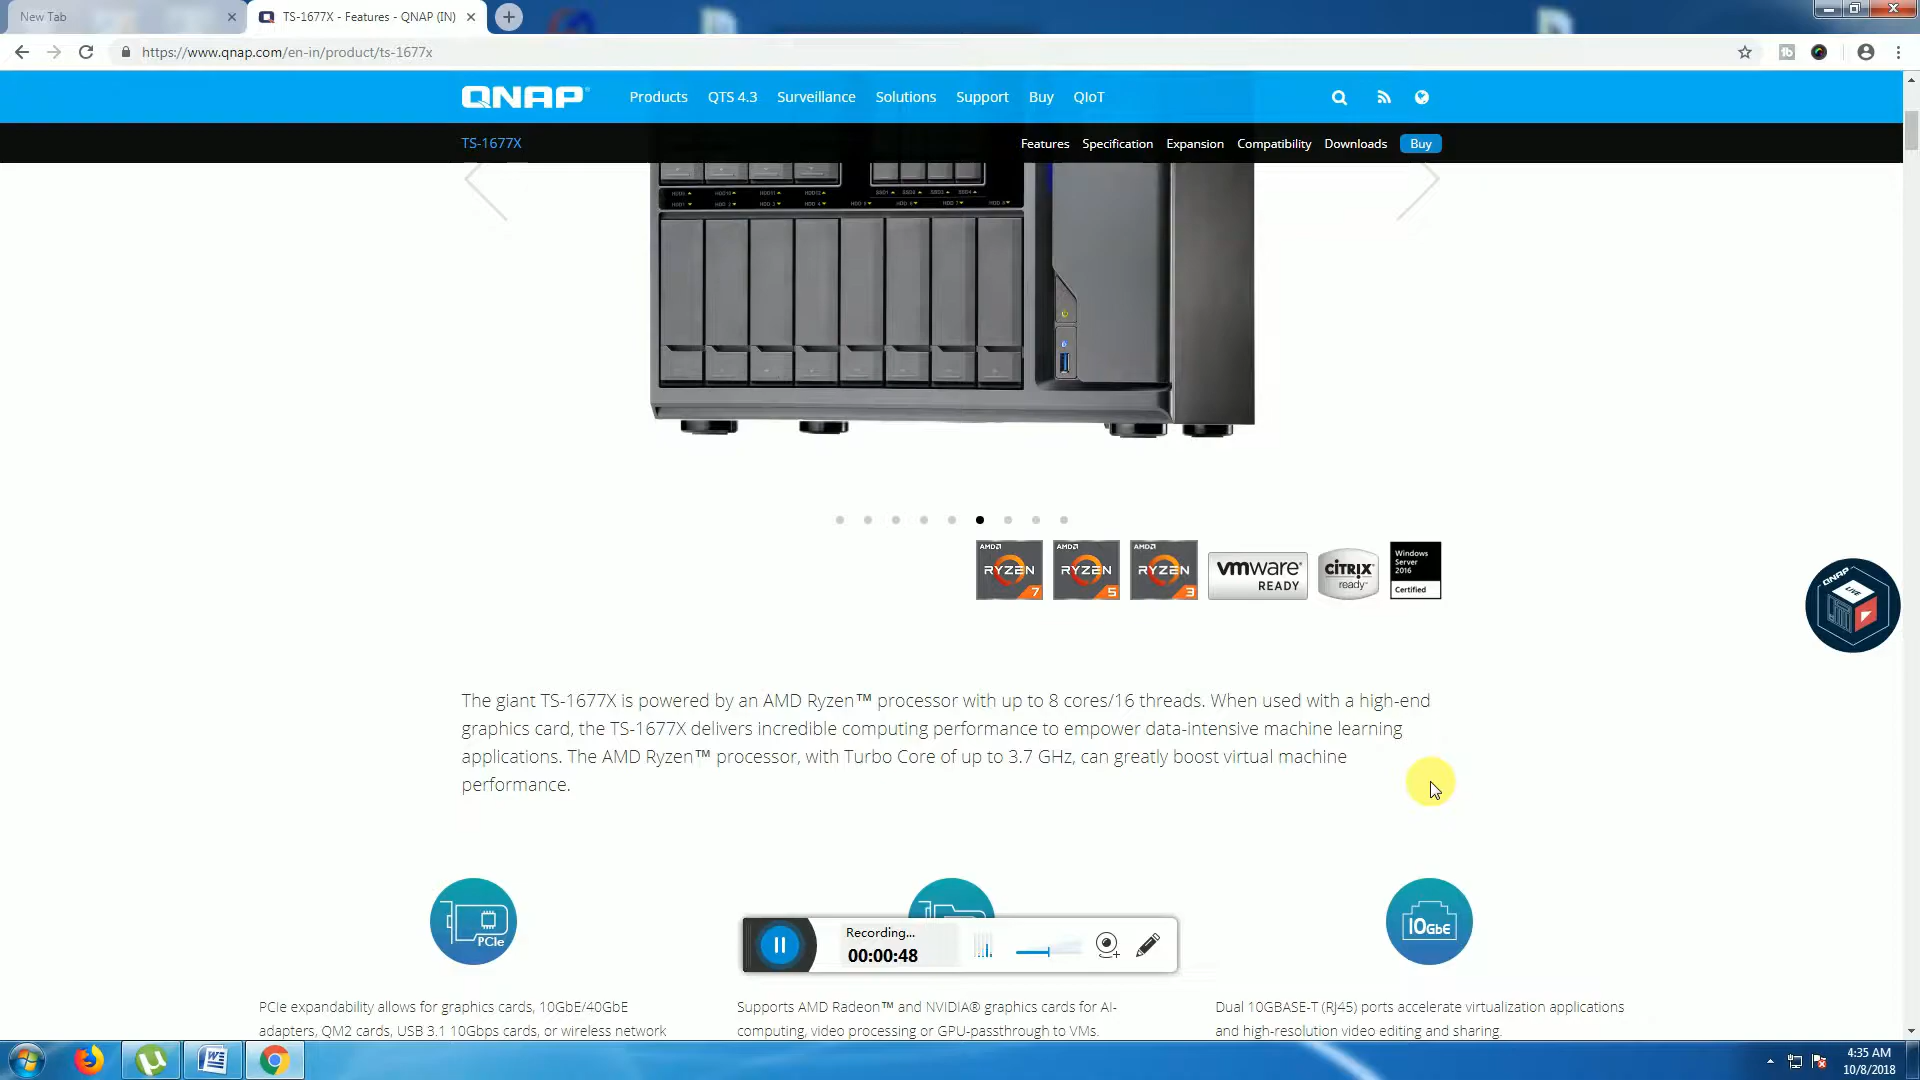 New Tab
TS-1677X - Features - QNAP (IN)
https://www.qnap.com/en-in/product/ts-1677x
QNAP
Products
QTS 4.3
Surveillance
Solutions
Support
Buy
QIoT
TS-1677X
Features
Specification
Expansion
Compatibility
Downloads
Buy
AMD
RYZEN
7
AMD
RYZEN
5
AMD
RYZEN
3
vmware
READY
CITRIX
ready
Windows
Server
2016
Certified
QNAP
LIVE
The giant TS-1677X is powered by an AMD Ryzen™ processor with up to 8 cores/16 threads. When used with a high-end
graphics card, the TS-1677X delivers incredible computing performance to empower data-intensive machine learning
applications. The AMD Ryzen™ processor, with Turbo Core of up to 3.7 GHz, can greatly boost virtual machine
performance.
PCIe
10GbE
Recording...
00:00:48
PCIe expandability allows for graphics cards, 10GbE/40GbE
adapters, QM2 cards, USB 3.1 10Gbps cards, or wireless network
Supports AMD Radeon™ and NVIDIA® graphics cards for AI-
computing, video processing or GPU-passthrough to VMs.
Dual 10GBASE-T (RJ45) ports accelerate virtualization applications
and high-resolution video editing and sharing.
4:35 AM
10/8/2018